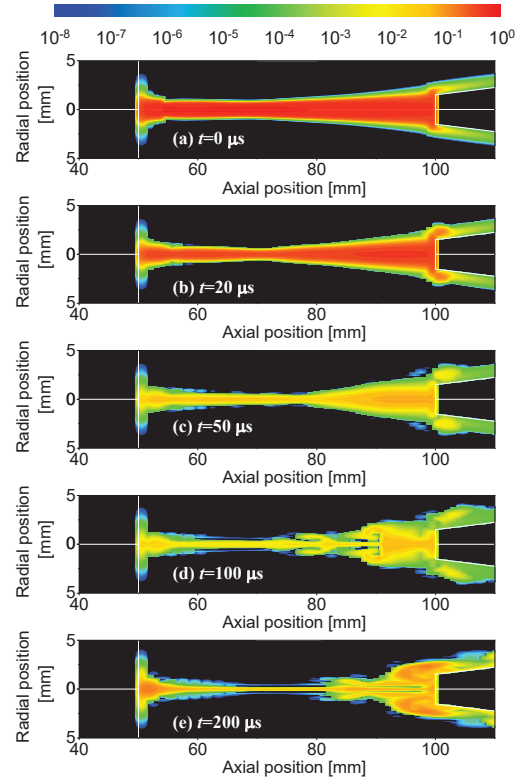 10⁻⁸ 10⁻⁷ 10⁻⁶ 10⁻⁵ 10⁻⁴ 10⁻³ 10⁻² 10⁻¹ 10⁰
Radial position
[mm]
5
0
5
(a) t=0 μs
40 60 80 100
Axial position [mm]
Radial position
[mm]
5
0
5
(b) t=20 μs
40 60 80 100
Axial position [mm]
Radial position
[mm]
5
0
5
(c) t=50 μs
40 60 80 100
Axial position [mm]
Radial position
[mm]
5
0
5
(d) t=100 μs
40 60 80 100
Axial position [mm]
Radial position
[mm]
5
0
5
(e) t=200 μs
40 60 80 100
Axial position [mm]